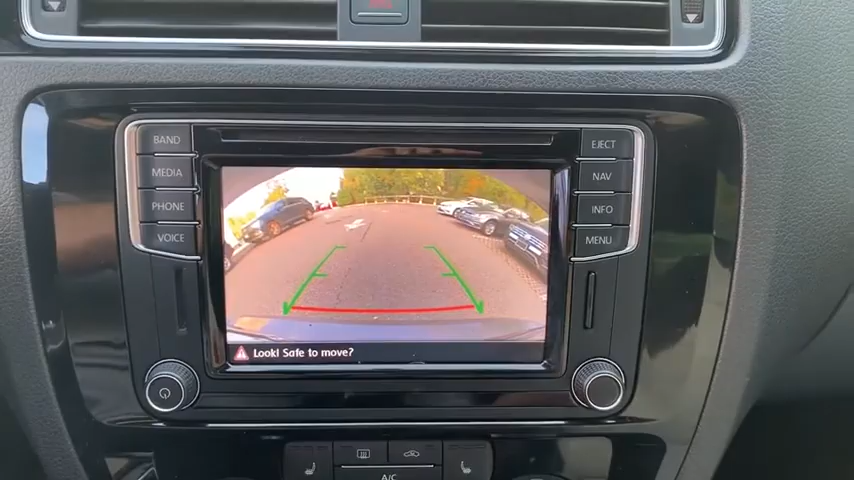 BAND
MEDIA
PHONE
VOICE
EJECT
NAV
INFO
MENU
Look! Safe to move?
A/C